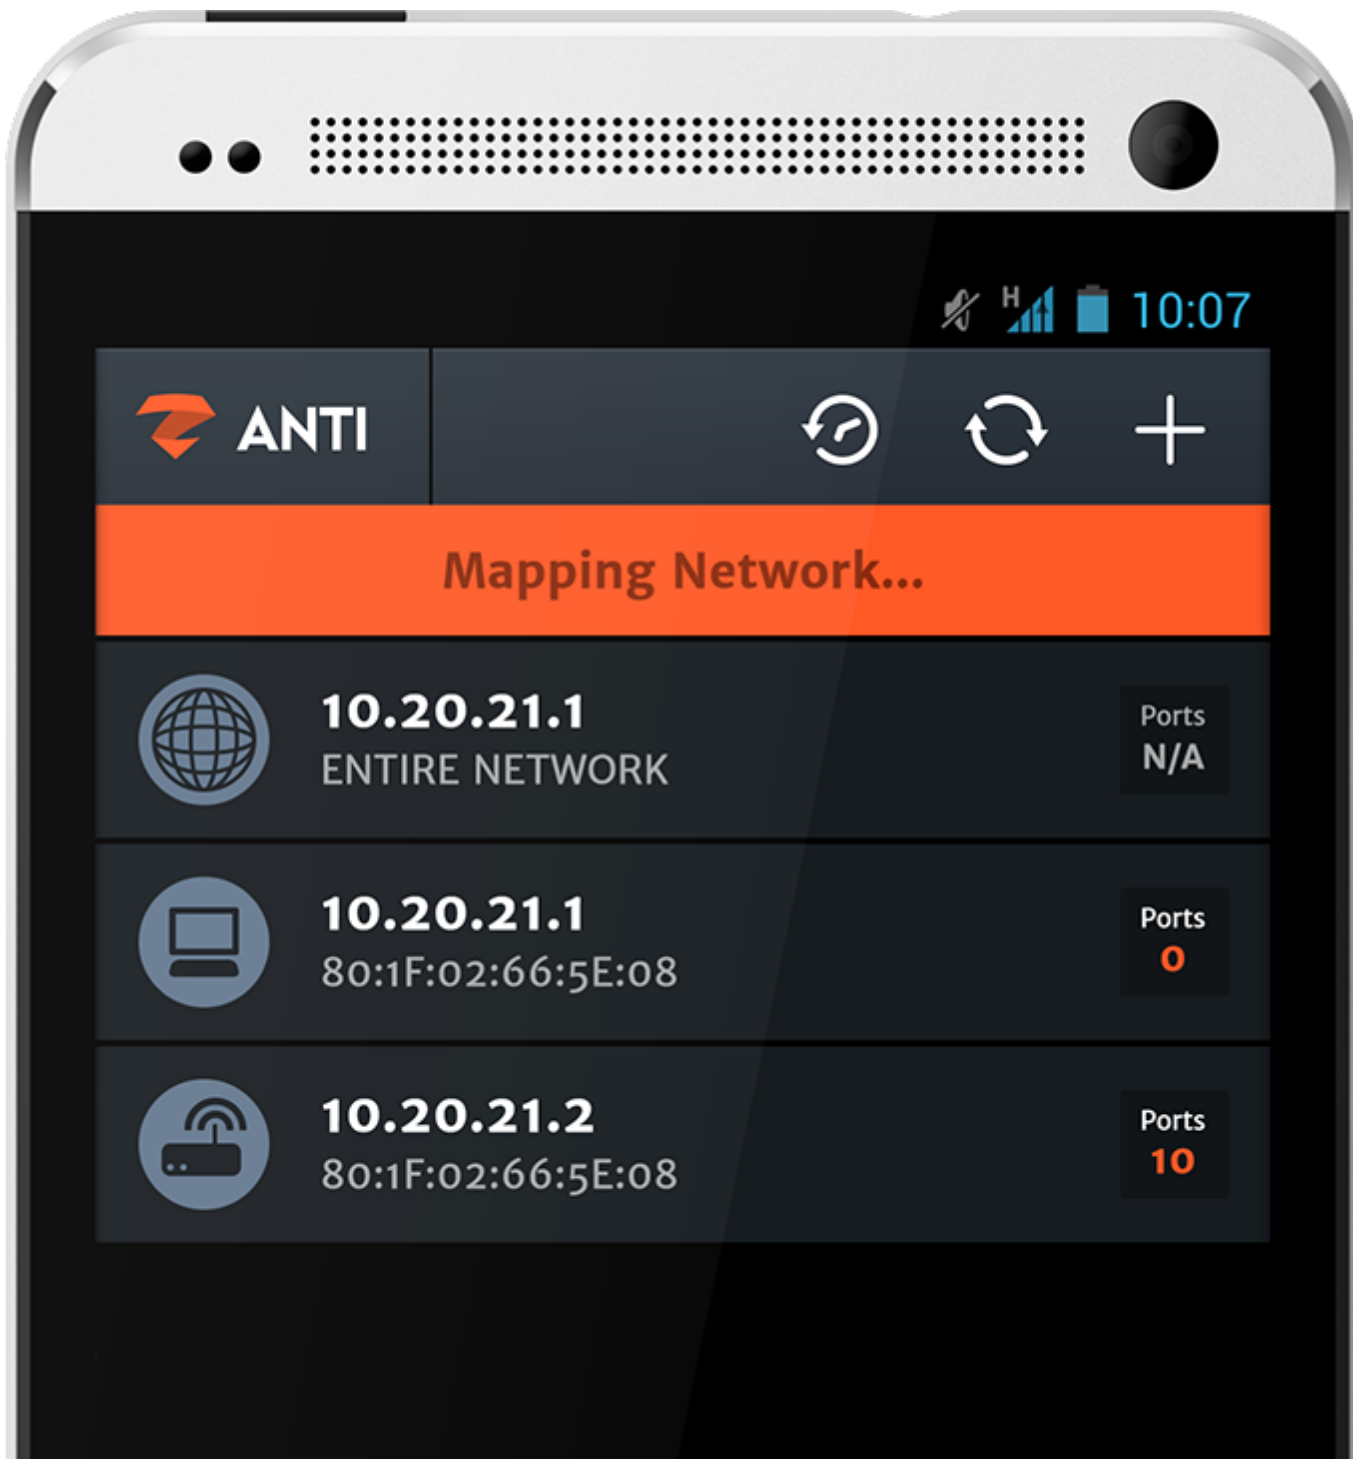 H 10:07
ANTI
Mapping Network...
10.20.21.1
ENTIRE NETWORK
Ports
N/A
10.20.21.1
80:1F:02:66:5E:08
Ports
0
10.20.21.2
80:1F:02:66:5E:08
Ports
10